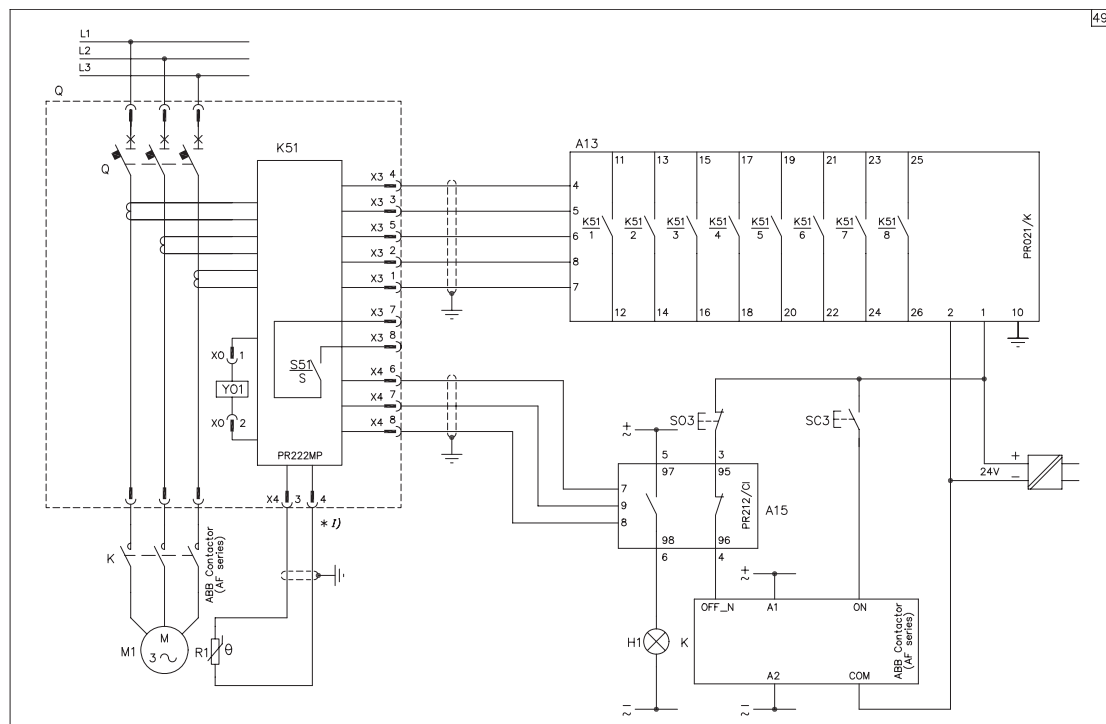 49
L1
L2
L3
Q
Q
K51
X3 4
X3 3
X3 5
X3 2
X3 1
X3 7
X3 8
X4 6
X4 7
X4 8
S51
S
X0 1
Y01
X0 2
PR222MP
X4 3 4
* 1)
K
ABB Contactor
(AF series)
M1
M
3
R1
θ
A13
11 13 15 17 19 21 23 25
4
5
6
8
7
K51
1
K51
2
K51
3
K51
4
K51
5
K51
6
K51
7
K51
8
PR021/K
12 14 16 18 20 22 24 26 2 1 10
SO3
SC3
+
~
5 3
97 95
7
9
8
PR212/CI
A15
98 96
6 4
+
24V
−
+
~
OFF_N A1 ON
H1
K
ABB Contactor
(AF series)
A2 COM
−
~
−
~